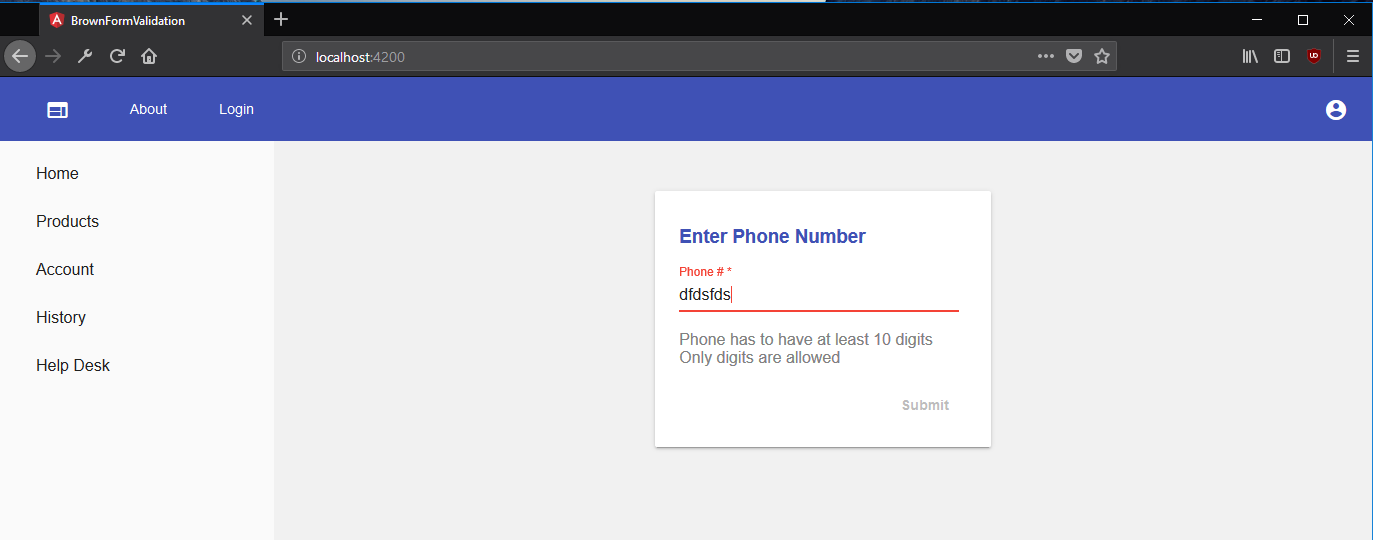 BrownFormValidation
localhost:4200
About Login
Home
Products
Account
History
Help Desk
Enter Phone Number
Phone # *
dfdsfds
Phone has to have at least 10 digits
Only digits are allowed
Submit